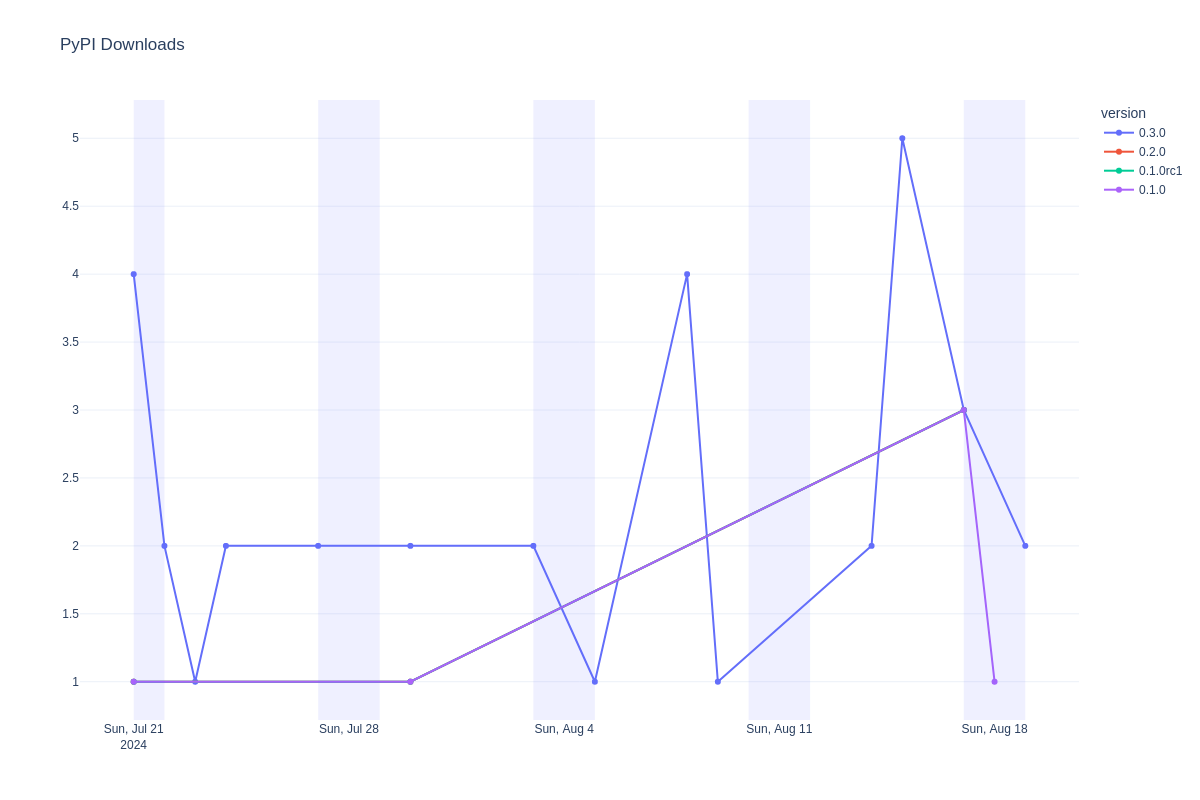 PyPI Downloads
version
0.3.0
0.2.0
0.1.0rc1
0.1.0
5
4.5
4
3.5
3
2.5
2
1.5
1
Sun, Jul 21
2024
Sun, Jul 28
Sun, Aug 4
Sun, Aug 11
Sun, Aug 18